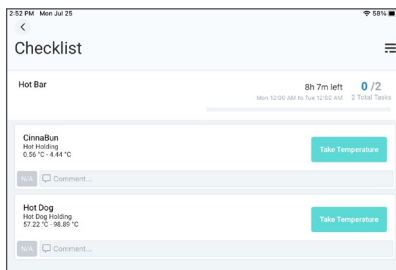 2:52 PM Mon Jul 25
58%
Checklist
Hot Bar
8h 7m left
0 /2
Mon 12:00 AM to Tue 12:02 AM
2 Total Tasks
CinnaBun
Hot Holding
0.56 °C - 4.44 °C
Take Temperature
N/A
Comment...
Hot Dog
Hot Dog Holding
57.22 °C - 98.89 °C
Take Temperature
N/A
Comment...